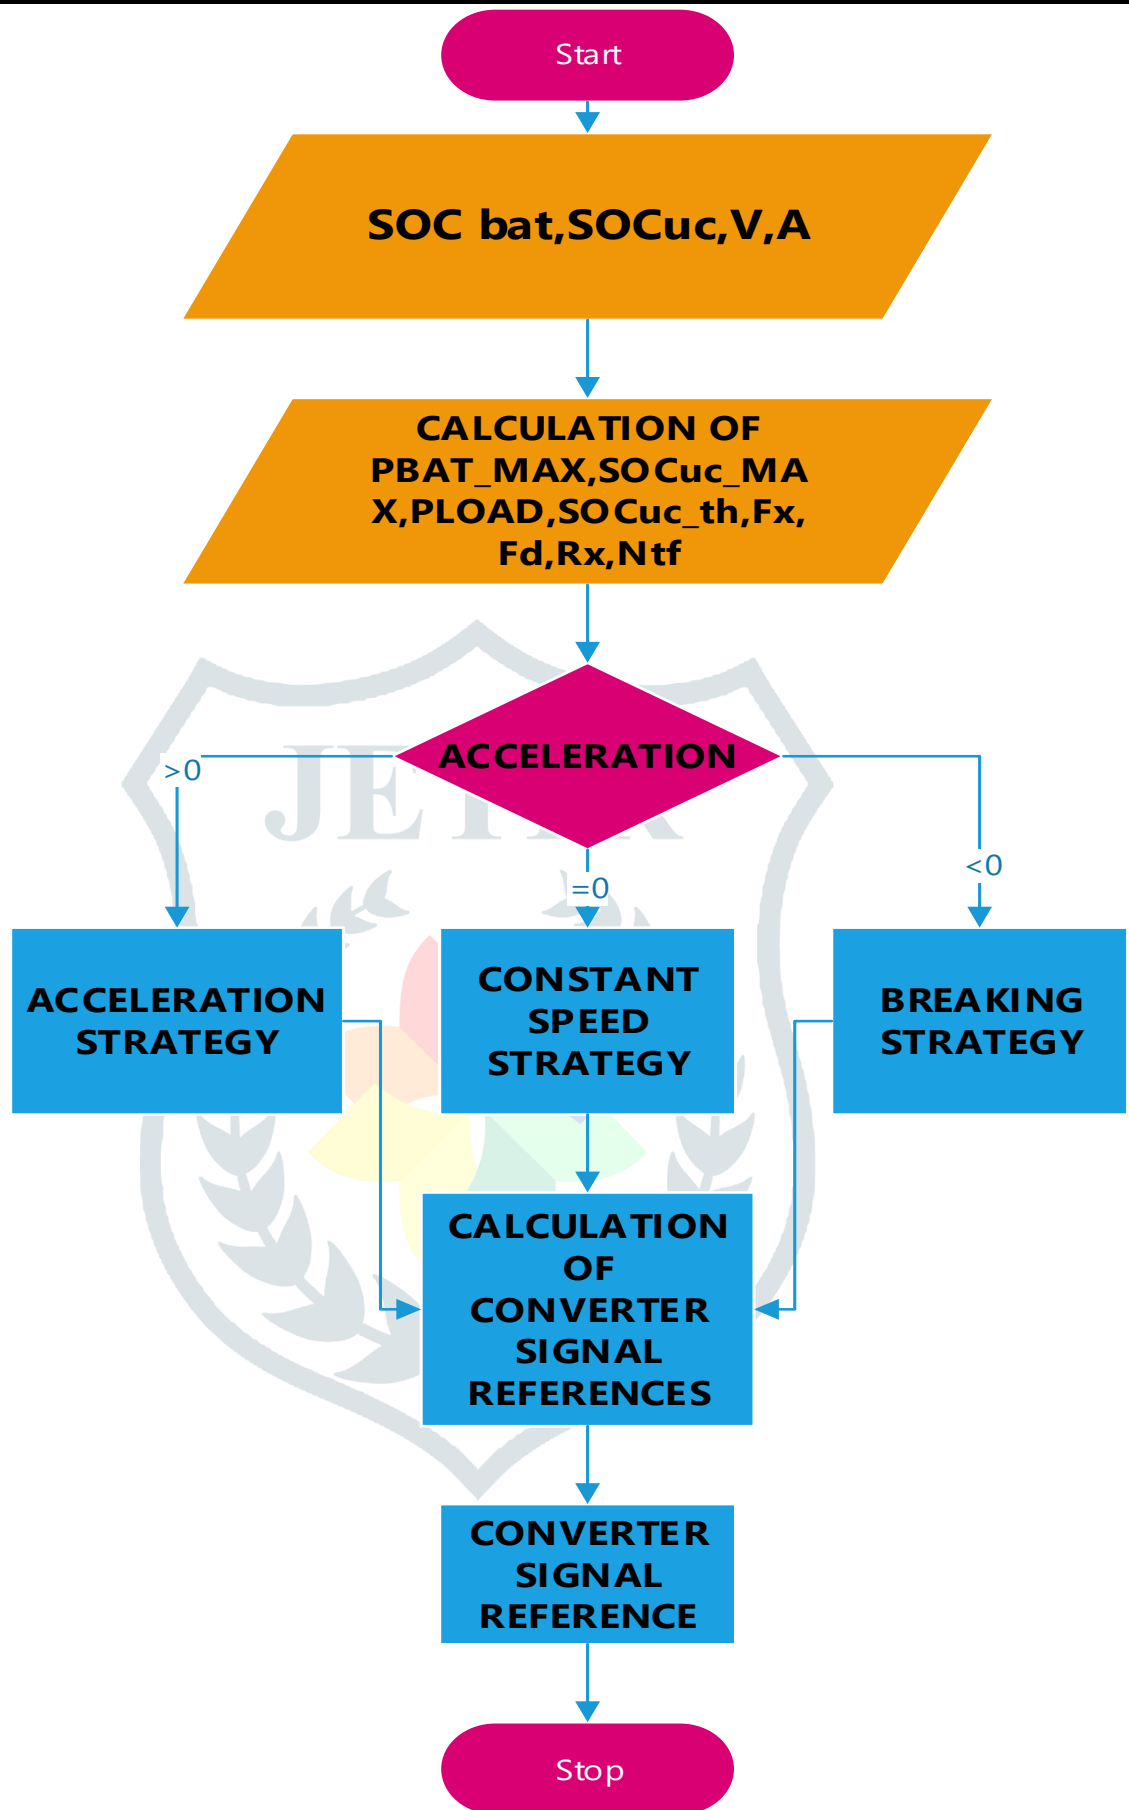 Start
SOC bat,SOCuc,V,A
CALCULATION OF
PBAT_MAX,SOCuc_MA
X,PLOAD,SOCuc_th,Fx,
Fd,Rx,Ntf
ACCELERATION
>0
=0
<0
ACCELERATION
STRATEGY
CONSTANT
SPEED
STRATEGY
BREAKING
STRATEGY
CALCULATION
OF
CONVERTER
SIGNAL
REFERENCES
CONVERTER
SIGNAL
REFERENCE
Stop